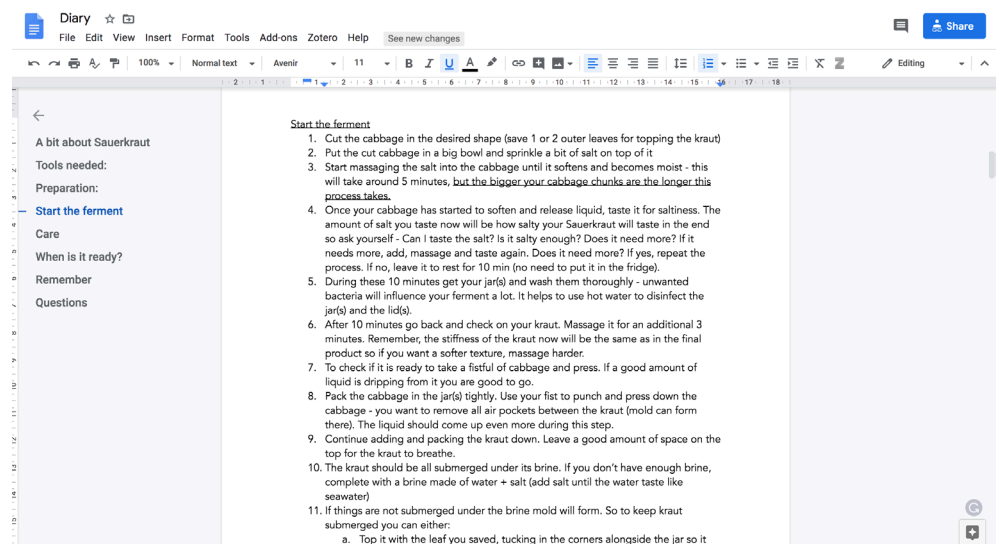 Diary
File Edit View Insert Format Tools Add-ons Zotero Help See new changes
Share
100% Normal text Avenir 11 B I U A Editing
2 1 1 2 3 4 5 6 7 8 9 10 11 12 13 14 15 16 17 18
A bit about Sauerkraut
Tools needed:
Preparation:
Start the ferment
Care
When is it ready?
Remember
Questions
Start the ferment
1. Cut the cabbage in the desired shape (save 1 or 2 outer leaves for topping the kraut)
2. Put the cut cabbage in a big bowl and sprinkle a bit of salt on top of it
3. Start massaging the salt into the cabbage until it softens and becomes moist - this
will take around 5 minutes, but the bigger your cabbage chunks are the longer this
process takes.
4. Once your cabbage has started to soften and release liquid, taste it for saltiness. The
amount of salt you taste now will be how salty your Sauerkraut will taste in the end
so ask yourself - Can I taste the salt? Is it salty enough? Does it need more? If it
needs more, add, massage and taste again. Does it need more? If yes, repeat the
process. If no, leave it to rest for 10 min (no need to put it in the fridge).
5. During these 10 minutes get your jar(s) and wash them thoroughly - unwanted
bacteria will influence your ferment a lot. It helps to use hot water to disinfect the
jar(s) and the lid(s).
6. After 10 minutes go back and check on your kraut. Massage it for an additional 3
minutes. Remember, the stiffness of the kraut now will be the same as in the final
product so if you want a softer texture, massage harder.
7. To check if it is ready to take a fistful of cabbage and press. If a good amount of
liquid is dripping from it you are good to go.
8. Pack the cabbage in the jar(s) tightly. Use your fist to punch and press down the
cabbage - you want to remove all air pockets between the kraut (mold can form
there). The liquid should come up even more during this step.
9. Continue adding and packing the kraut down. Leave a good amount of space on the
top for the kraut to breathe.
10. The kraut should be all submerged under its brine. If you don't have enough brine,
complete with a brine made of water + salt (add salt until the water taste like
seawater)
11. If things are not submerged under the brine mold will form. So to keep kraut
submerged you can either:
a. Top it with the leaf you saved, tucking in the corners alongside the jar so it